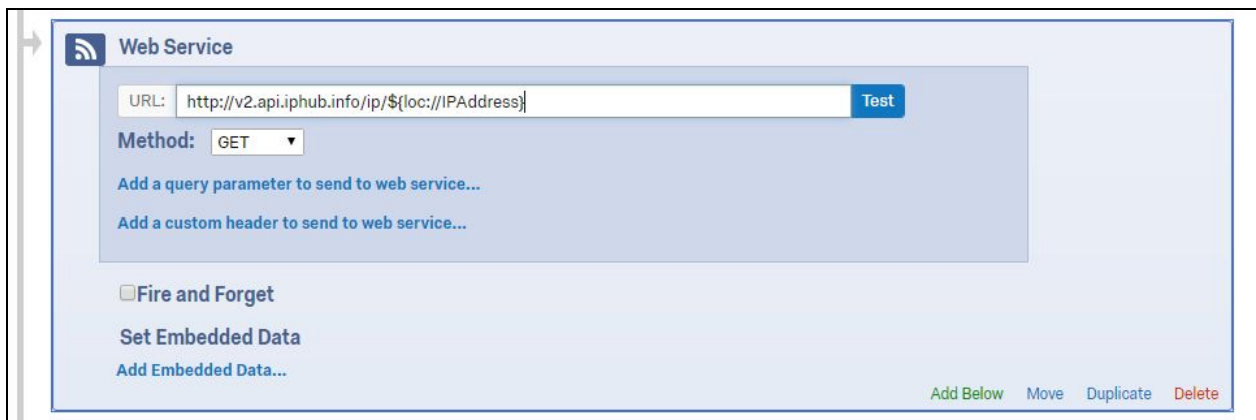 Web Service
URL: http://v2.api.iphub.info/ip/${loc://IPAddress} Test
Method: GET
Add a query parameter to send to web service...
Add a custom header to send to web service...
Fire and Forget
Set Embedded Data
Add Embedded Data...
Add Below Move Duplicate Delete